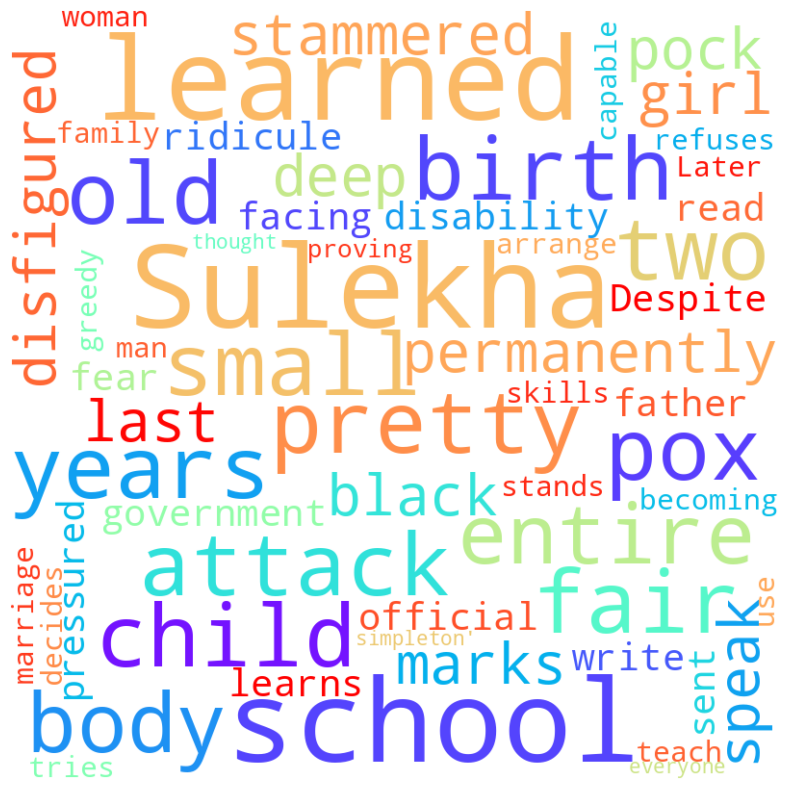 woman
learned
stammered
pock
capable
girl
disfigured
family
ridicule
refuses
old
deep
birth
Later
facing
disability
read
two
greedy
thought
proving
arrange
Sulekha
Despite
man
small
permanently
fear
skills
father
last
pretty
pox
years
black
stands
becoming
government
entire
pressured
attack
marriage
decides
fair
use
child
official
simpleton'
speak
marks
write
sent
learns
body
school
teach
tries
everyone